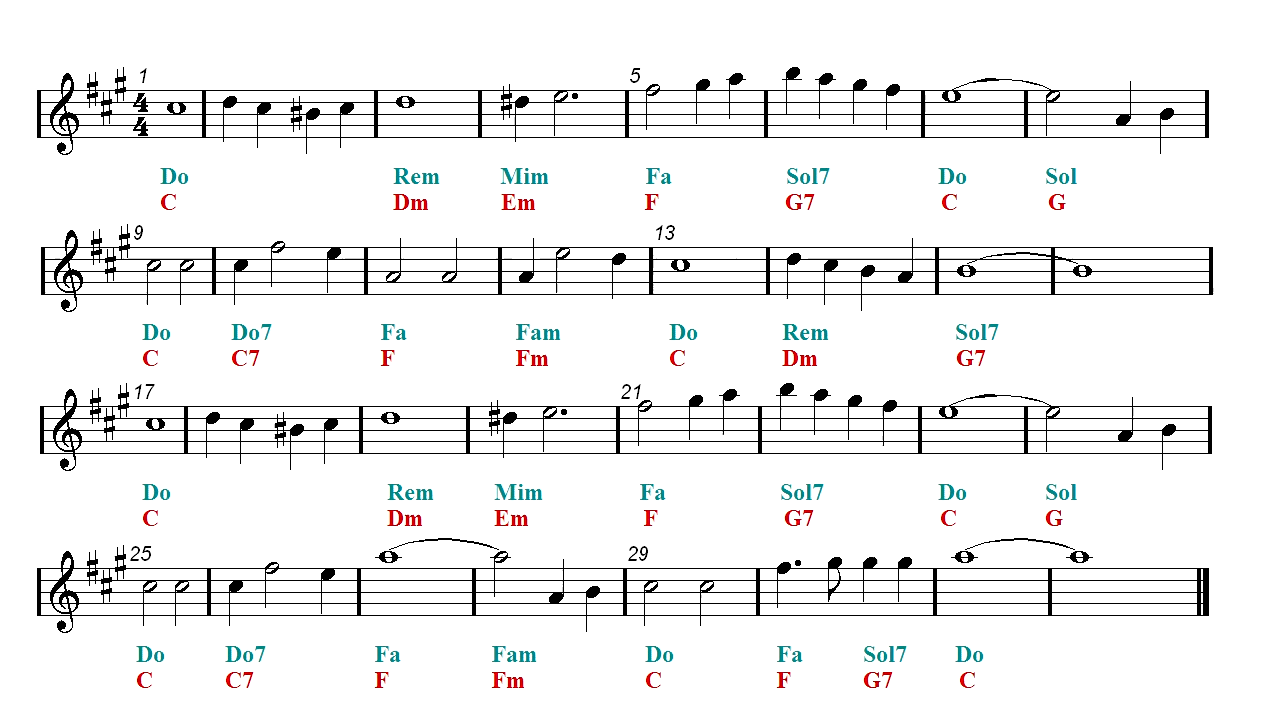 1 5
4
4
Do Rem Mim Fa Sol7 Do Sol
C Dm Em F G7 C G
9 13
Do Do7 Fa Fam Do Rem Sol7
C C7 F Fm C Dm G7
17 21
Do Rem Mim Fa Sol7 Do Sol
C Dm Em F G7 C G
25 29
Do Do7 Fa Fam Do Fa Sol7 Do
C C7 F Fm C F G7 C